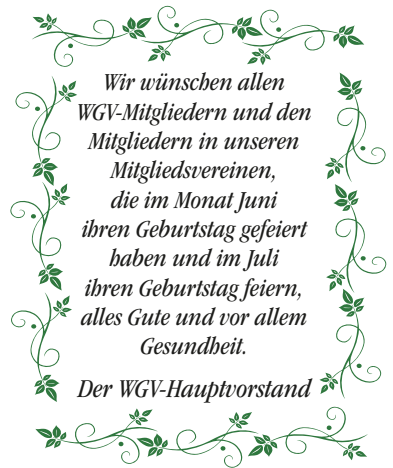 Wir wünschen allen
WGV-Mitgliedern und den
Mitgliedern in unseren
Mitgliedsvereinen,
die im Monat Juni
ihren Geburtstag gefeiert
haben und im Juli
ihren Geburtstag feiern,
alles Gute und vor allem
Gesundheit.
Der WGV-Hauptvorstand